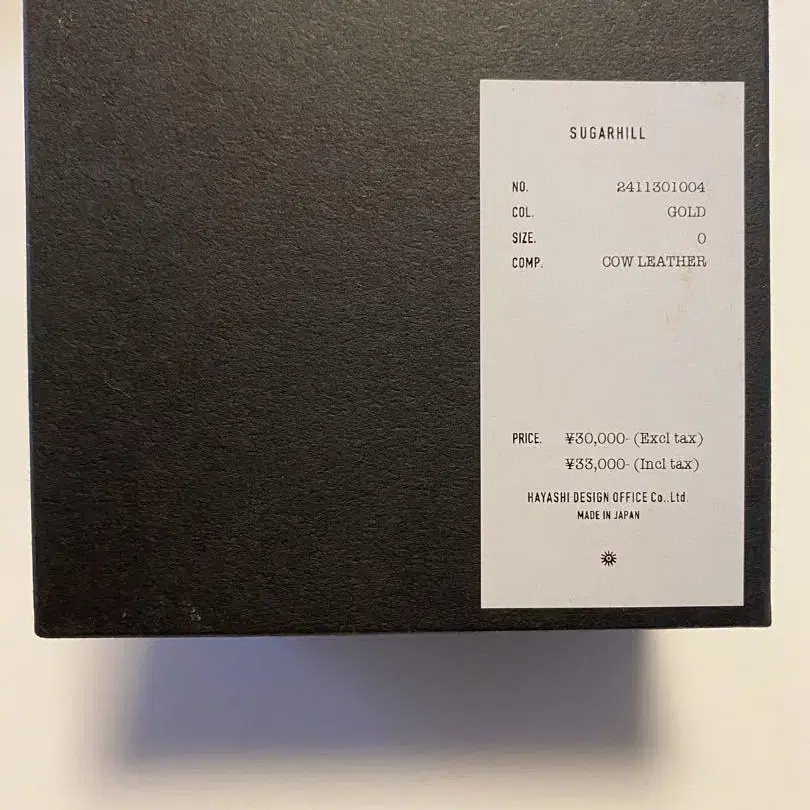 SUGARHILL
NO. 2411301004
COL. GOLD
SIZE. 0
COMP. COW LEATHER
PRICE. ¥30,000- (Excl tax)
¥33,000- (Incl tax)
HAYASHI DESIGN OFFICE Co.,Ltd.
MADE IN JAPAN